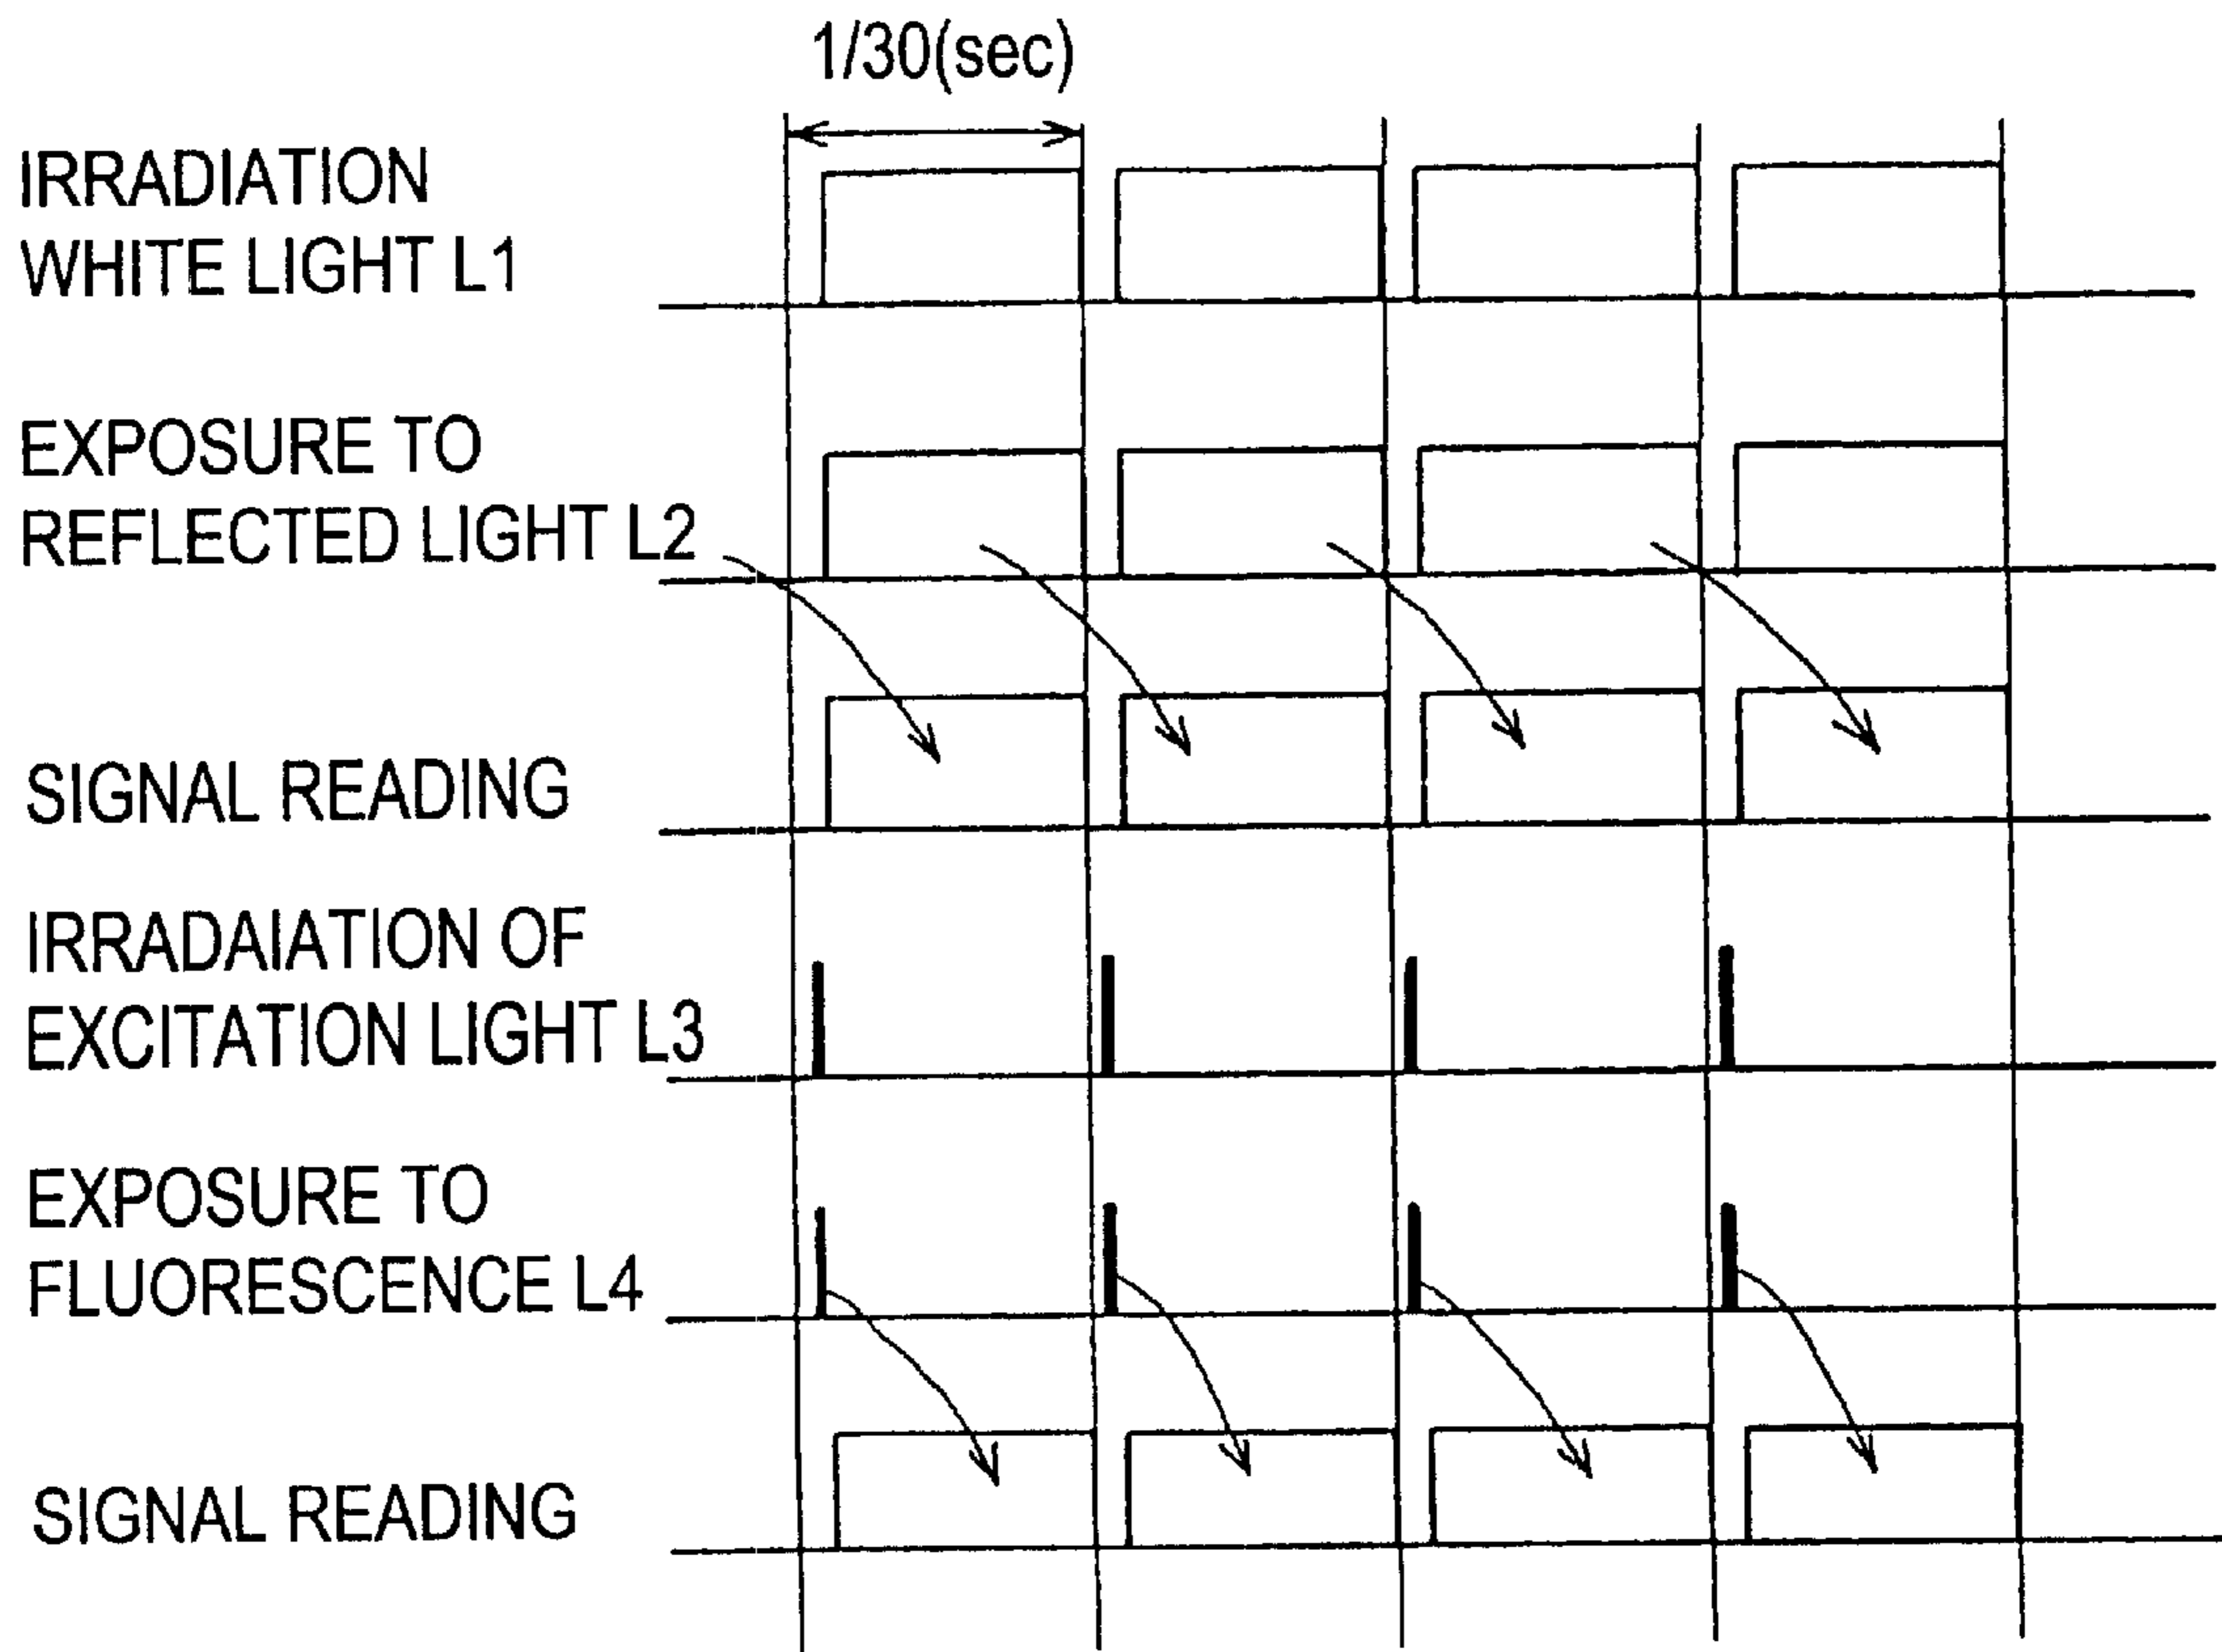 1/30(sec)
IRRADIATION
WHITE LIGHT L1
EXPOSURE TO
REFLECTED LIGHT L2
SIGNAL READING
IRRADAIATION OF
EXCITATION LIGHT L3
EXPOSURE TO
FLUORESCENCE L4
SIGNAL READING